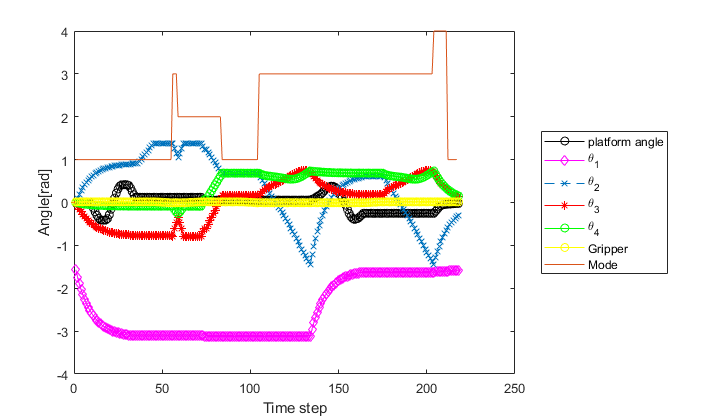 4
3
2
1
0
-1
-2
-3
-4
Angle[rad]
0
50
100
150
200
250
Time step
platform angle
θ1
θ2
θ3
θ4
Gripper
Mode